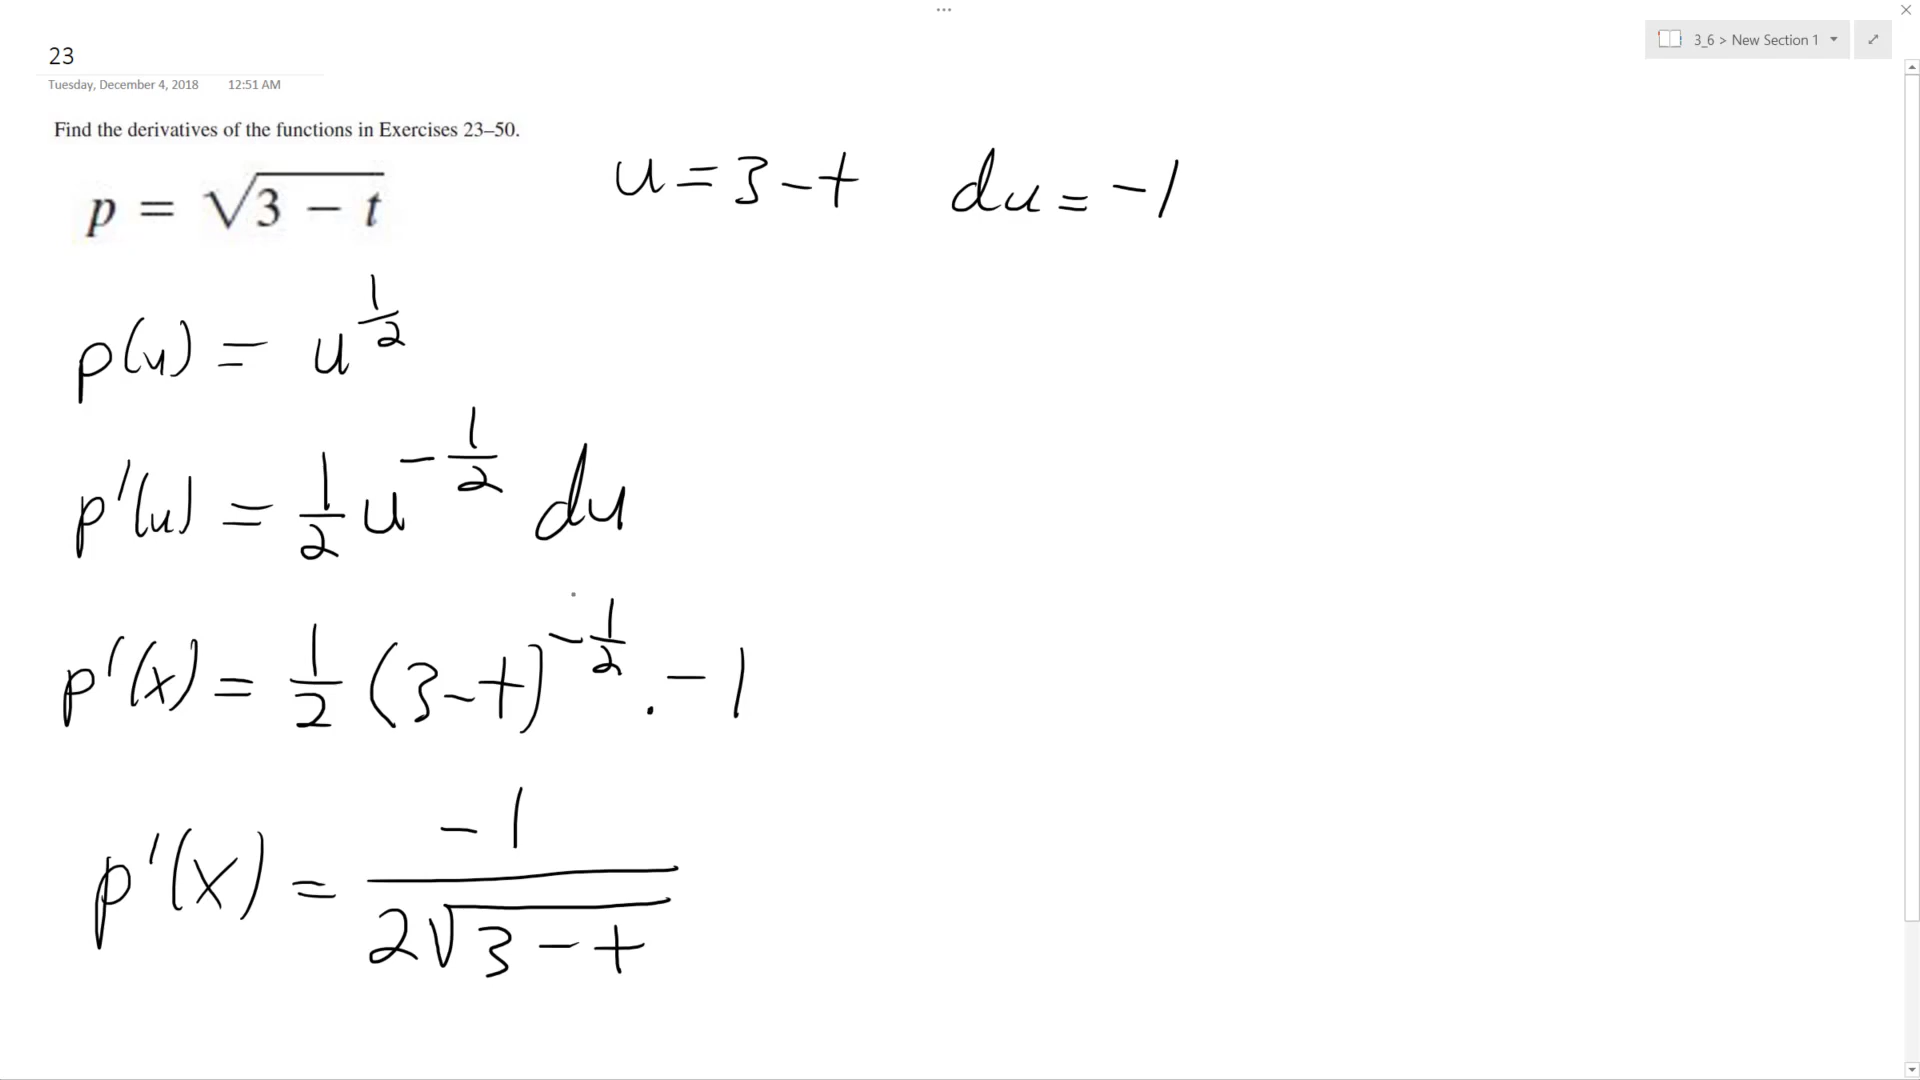 ...
3_6 > New Section 1
23
Tuesday, December 4, 2018 12:51 AM
Find the derivatives of the functions in Exercises 23–50.
p = √(3 − t)
u = 3 - t    du = -1
p(u) = u^(1/2)
p'(u) = 1/2 u^(-1/2) du
p'(x) = 1/2 (3-t)^(-1/2) . -1
p'(x) = -1/(2√(3-t))